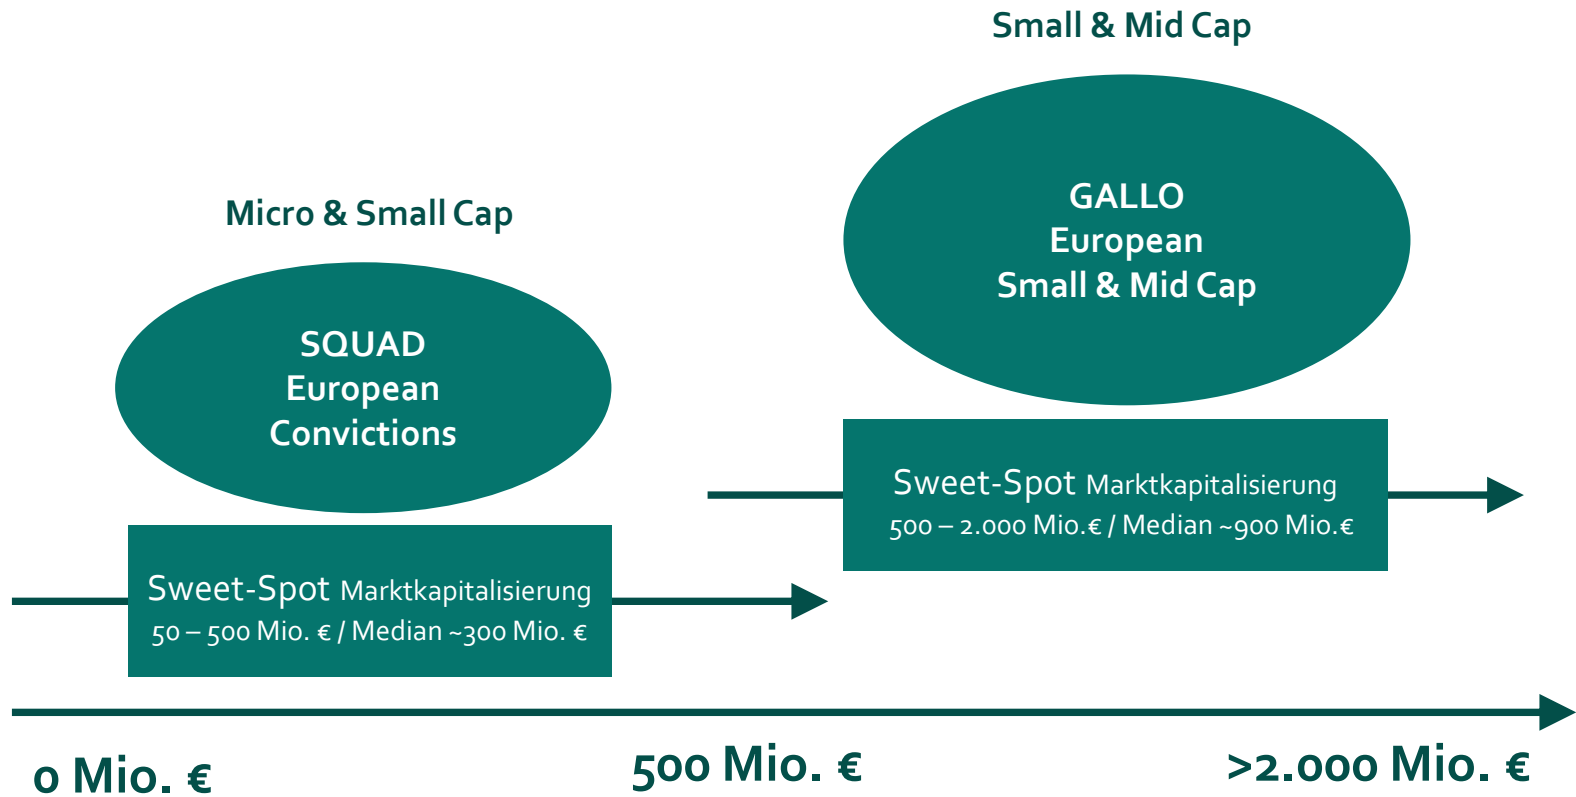 Small & Mid Cap
GALLO
European
Small & Mid Cap
Sweet-Spot Marktkapitalisierung
500 – 2.000 Mio.€ / Median ~900 Mio.€
Micro & Small Cap
SQUAD
European
Convictions
Sweet-Spot Marktkapitalisierung
50 – 500 Mio. € / Median ~300 Mio. €
0 Mio. €
500 Mio. €
>2.000 Mio. €